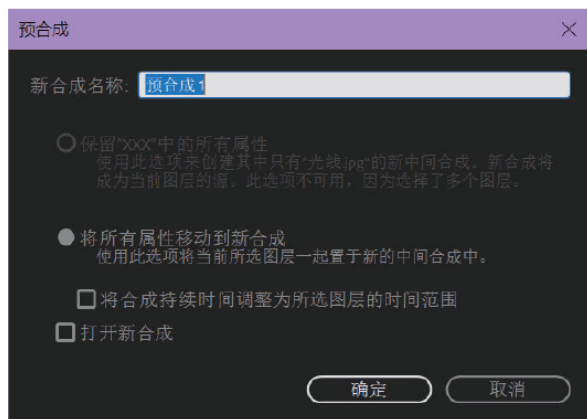 预合成
新合成名称: 预合成 1
保留“XXX”中的所有属性
使用此选项来创建其中只有“光线.jpg”的新中间合成。新合成将
成为当前图层的源。此选项不可用，因为选择了多个图层。
将所有属性移动到新合成
使用此选项将当前所选图层一起置于新的中间合成中。
将合成持续时间调整为所选图层的时间范围
打开新合成
确定 取消